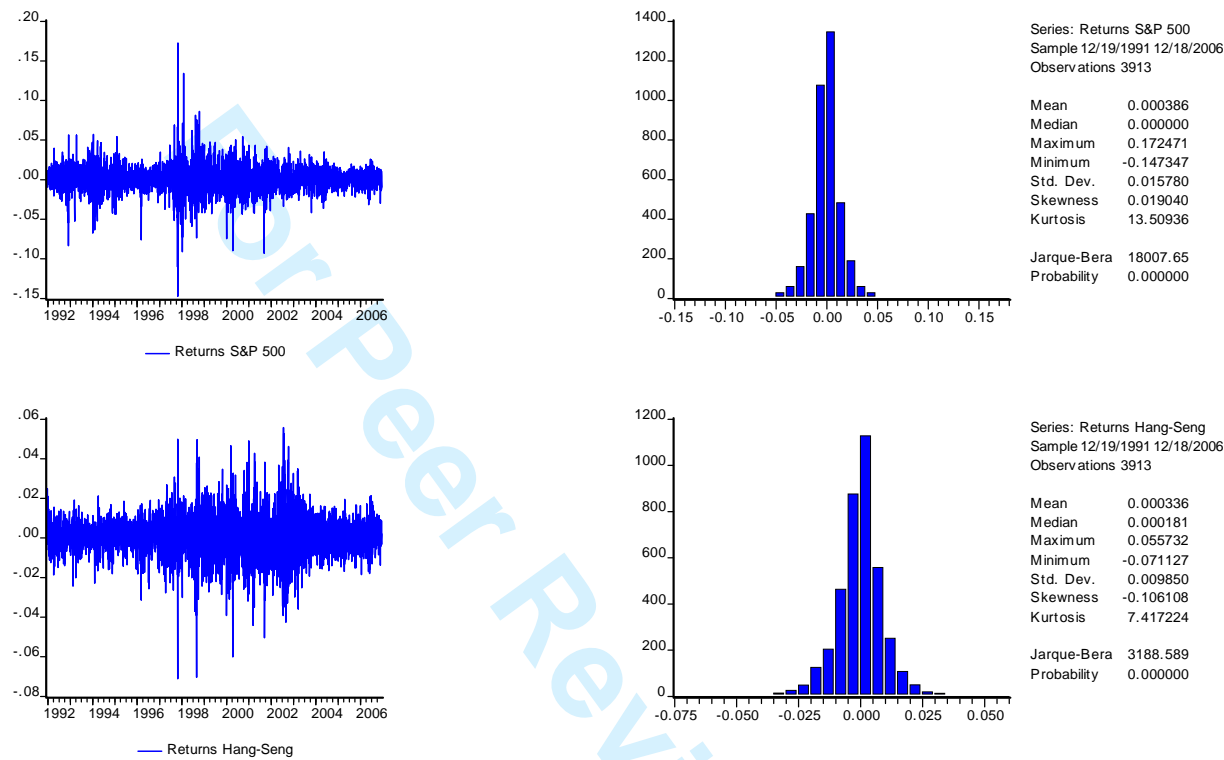 .20
.15
.10
.05
.00
-.05
-.10
-.15
1992 1994 1996 1998 2000 2002 2004 2006
Returns S&P 500
1400
1200
1000
800
600
400
200
0
-0.15 -0.10 -0.05 0.00 0.05 0.10 0.15
Series: Returns S&P 500
Sample 12/19/1991 12/18/2006
Observations 3913
Mean 0.000386
Median 0.000000
Maximum 0.172471
Minimum -0.147347
Std. Dev. 0.015780
Skewness 0.019040
Kurtosis 13.50936
Jarque-Bera 18007.65
Probability 0.000000
.06
.04
.02
.00
-.02
-.04
-.06
-.08
1992 1994 1996 1998 2000 2002 2004 2006
Returns Hang-Seng
1200
1000
800
600
400
200
0
-0.075 -0.050 -0.025 0.000 0.025 0.050
Series: Returns Hang-Seng
Sample 12/19/1991 12/18/2006
Observations 3913
Mean 0.000336
Median 0.000181
Maximum 0.055732
Minimum -0.071127
Std. Dev. 0.009850
Skewness -0.106108
Kurtosis 7.417224
Jarque-Bera 3188.589
Probability 0.000000
For Peer Revi